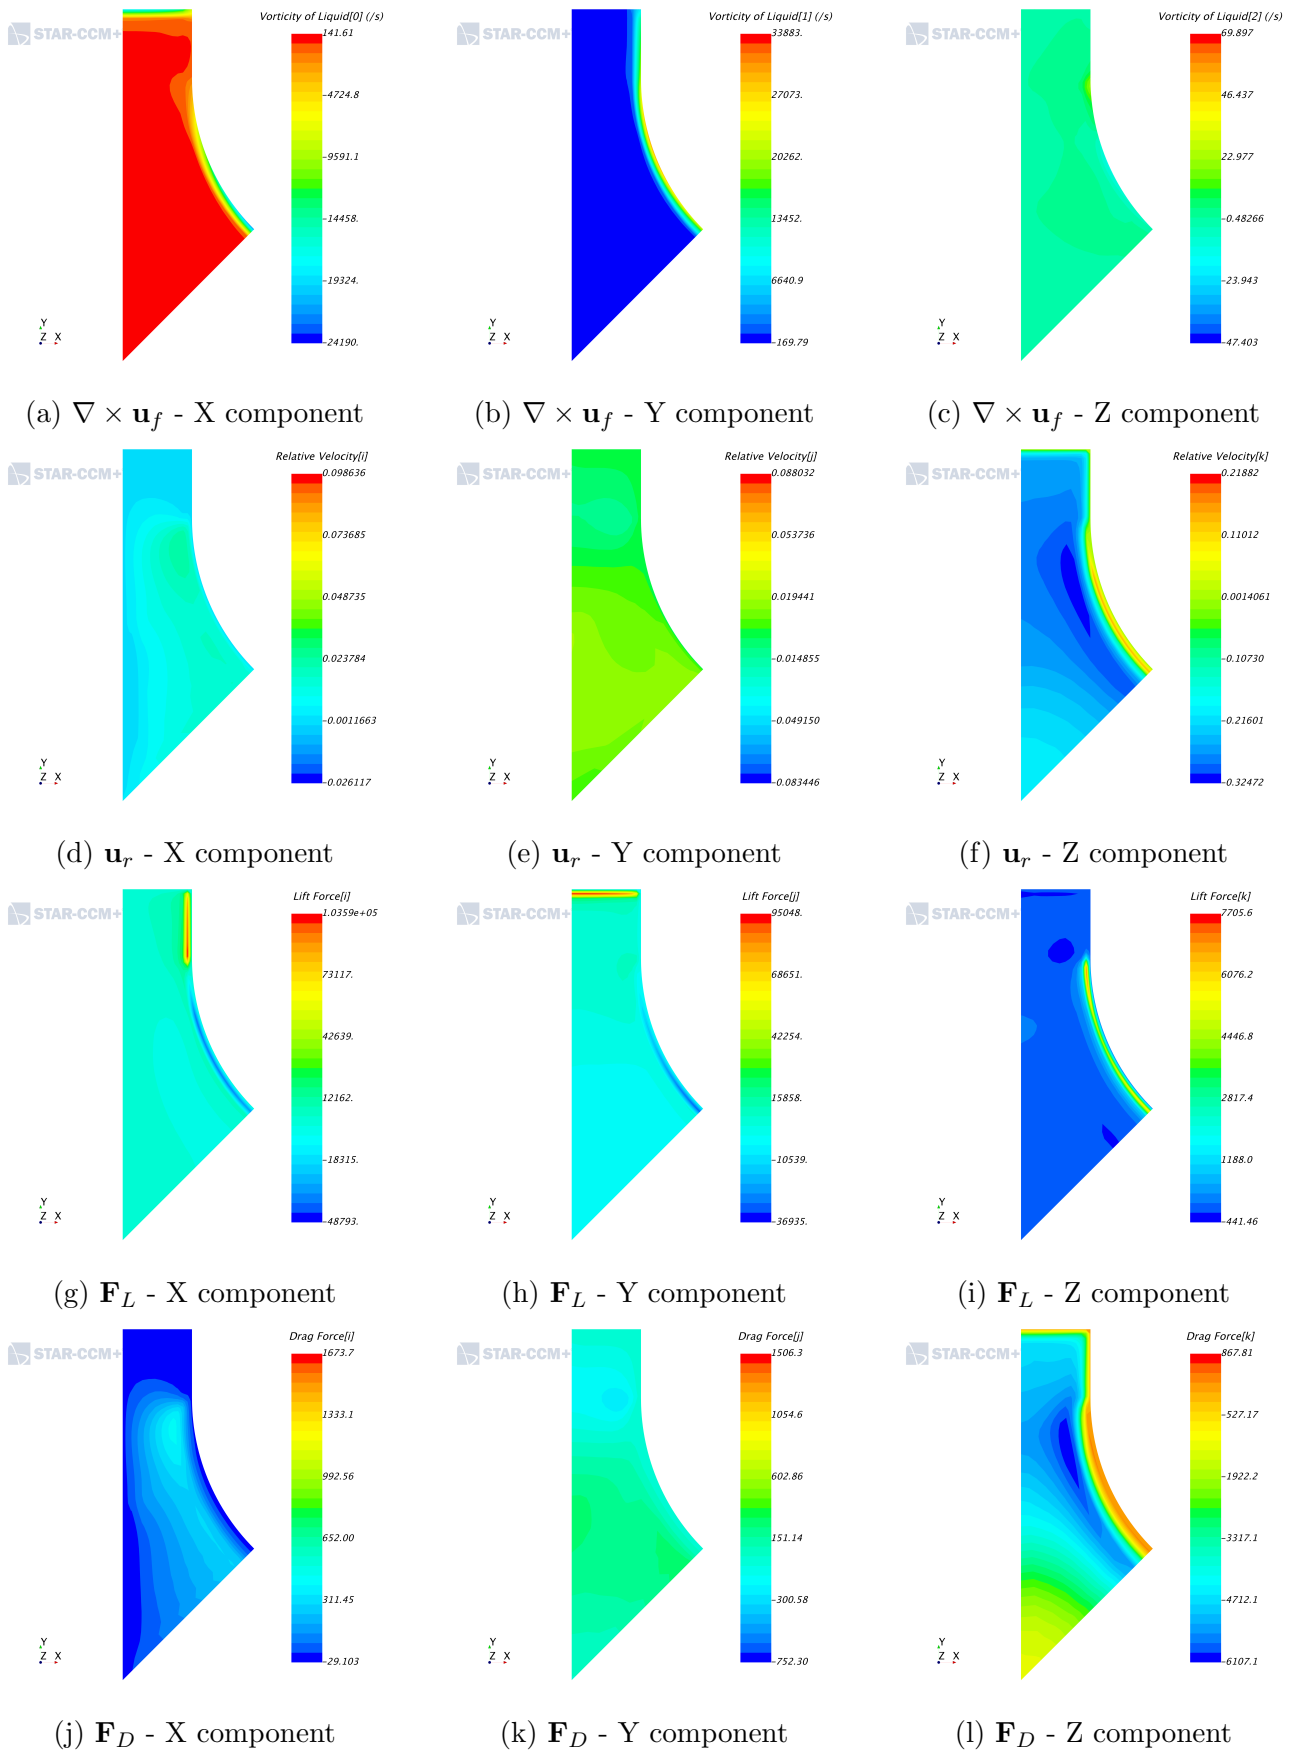 Vorticity of Liquid[0] (/s)
STAR-CCM+
141.61
-4724.8
-9591.1
-14458.
-19324.
-24190.
Y
Z X
(a) ∇ × u_f - X component
Vorticity of Liquid[1] (/s)
STAR-CCM+
33883.
27073.
20262.
13452.
6640.9
-169.79
Y
Z X
(b) ∇ × u_f - Y component
Vorticity of Liquid[2] (/s)
STAR-CCM+
69.897
46.437
22.977
-0.48266
-23.943
-47.403
Y
Z X
(c) ∇ × u_f - Z component
Relative Velocity[i]
STAR-CCM+
0.098636
0.073685
0.048735
0.023784
-0.0011663
-0.026117
Y
Z X
(d) u_r - X component
Relative Velocity[j]
STAR-CCM+
0.088032
0.053736
0.019441
-0.014855
-0.049150
-0.083446
Y
Z X
(e) u_r - Y component
Relative Velocity[k]
STAR-CCM+
0.21882
0.11012
0.0014061
-0.10730
-0.21601
-0.32472
Y
Z X
(f) u_r - Z component
Lift Force[i]
STAR-CCM+
1.0359e+05
73117.
42639.
12162.
-18315.
-48793.
Y
Z X
(g) F_L - X component
Lift Force[j]
STAR-CCM+
95048.
68651.
42254.
15858.
-10539.
-36935.
Y
Z X
(h) F_L - Y component
Lift Force[k]
STAR-CCM+
7705.6
6076.2
4446.8
2817.4
1188.0
-441.46
Y
Z X
(i) F_L - Z component
Drag Force[i]
STAR-CCM+
1673.7
1333.1
992.56
652.00
311.45
-29.103
Y
Z X
(j) F_D - X component
Drag Force[j]
STAR-CCM+
1506.3
1054.6
602.86
151.14
-300.58
-752.30
Y
Z X
(k) F_D - Y component
Drag Force[k]
STAR-CCM+
867.81
-527.17
-1922.2
-3317.1
-4712.1
-6107.1
Y
Z X
(l) F_D - Z component